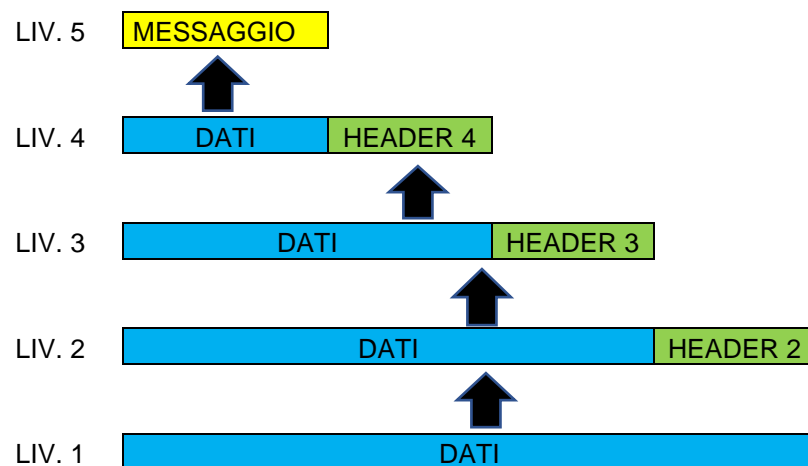 LIV. 5 MESSAGGIO
LIV. 4 DATI HEADER 4
LIV. 3 DATI HEADER 3
LIV. 2 DATI HEADER 2
LIV. 1 DATI